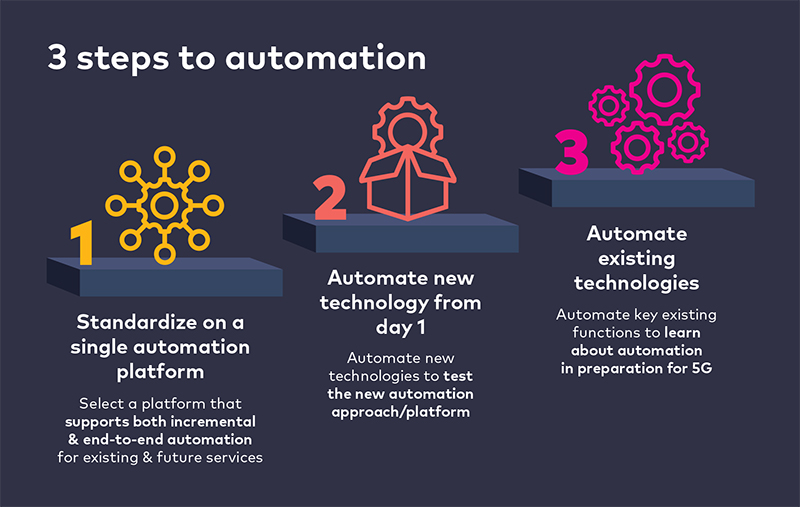 3 steps to automation
1
Standardize on a
single automation
platform
Select a platform that
supports both incremental
& end-to-end automation
for existing & future services
2
Automate new
technology from
day 1
Automate new
technologies to test
the new automation
approach/platform
3
Automate
existing
technologies
Automate key existing
functions to learn
about automation
in preparation for 5G